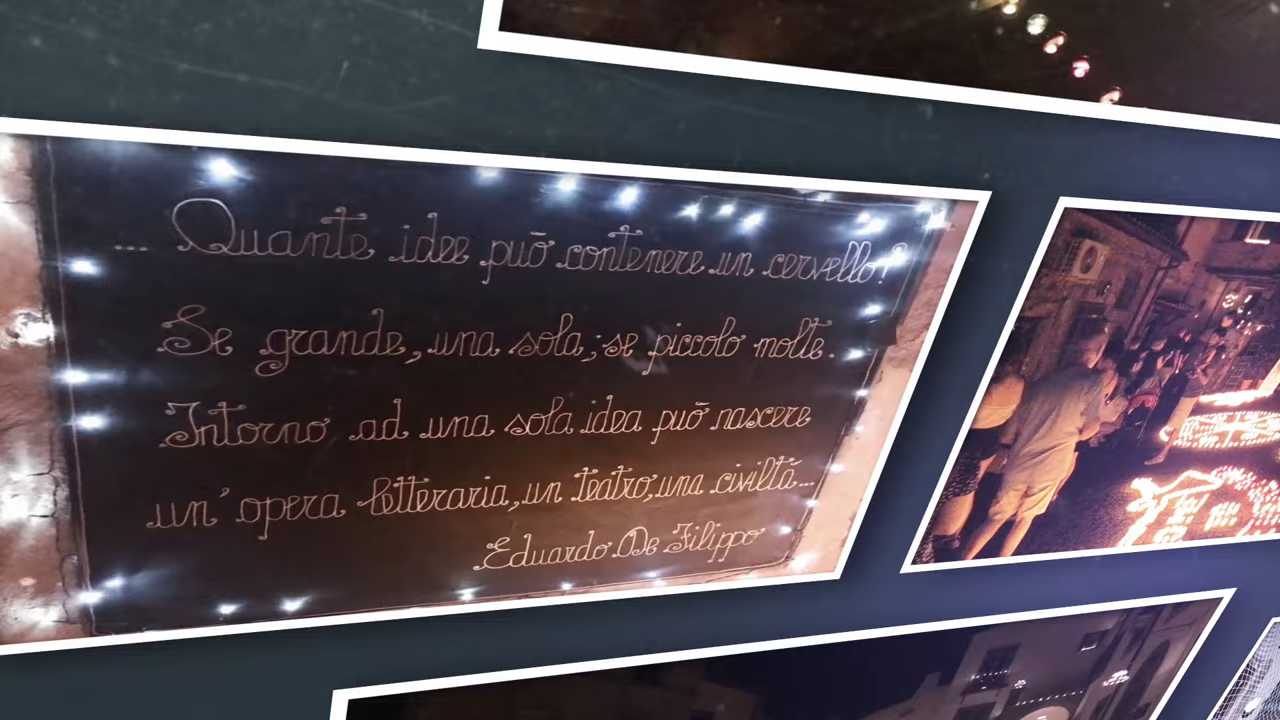 ... Quante idee può contenere un cervello?
Se grande, una sola; se piccolo molte.
Intorno ad una sola idea può nascere
un' opera letteraria, un teatro, una civiltà...
Eduardo De Filippo